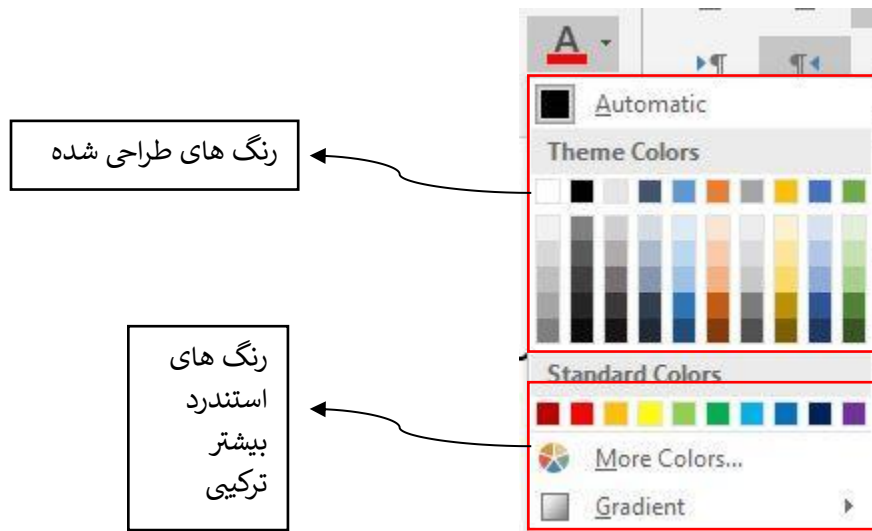 A
Automatic
Theme Colors
رنگ های طراحی شده
Standard Colors
رنگ های
استندرد
بیشتر
ترکیبی
More Colors...
Gradient